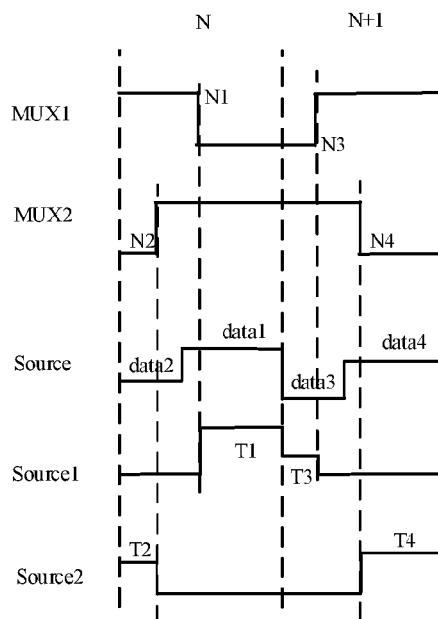 N N+1
MUX1 N1 N3
MUX2 N2 N4
Source data2 data1 data3 data4
Source1 T1 T3
Source2 T2 T4